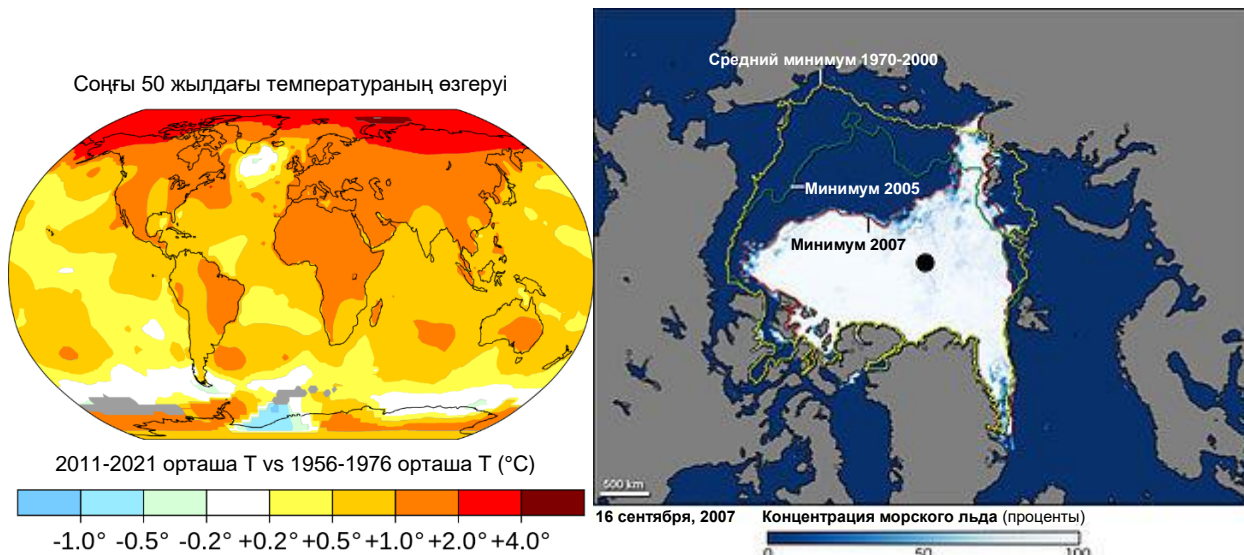 Соңғы 50 жылдағы температураның өзгеруі
2011-2021 орташа T vs 1956-1976 орташа T (°C)
-1.0° -0.5° -0.2° +0.2° +0.5° +1.0° +2.0° +4.0°
Средний минимум 1970-2000
Минимум 2005
Минимум 2007
500 km
16 сентября, 2007 Концентрация морского льда (проценты)
0 50 100